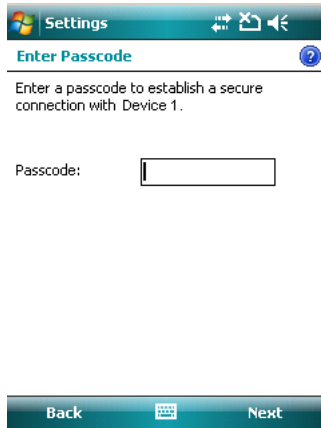 Settings
Enter Passcode
?
Enter a passcode to establish a secure
connection with Device 1.
Passcode:
Back Next